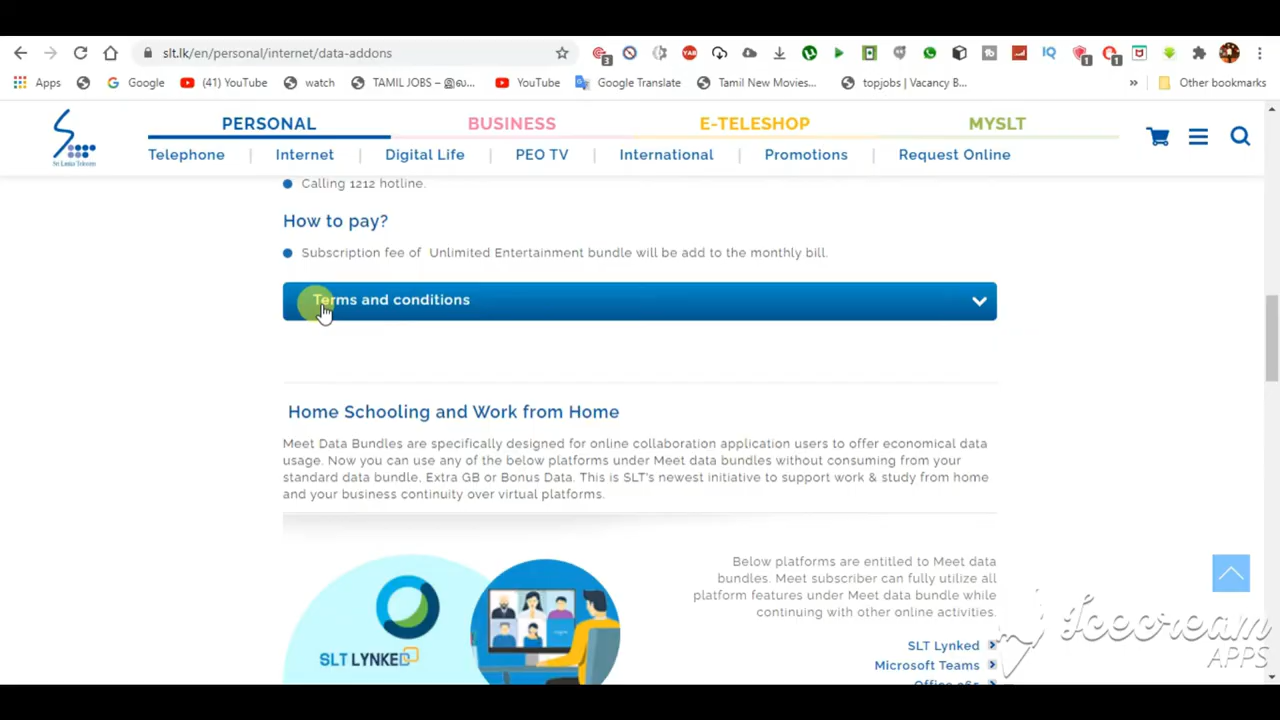 slt.lk/en/personal/internet/data-addons
3
1
1
Apps
Google
(41) YouTube
watch
TAMIL JOBS - @வ...
YouTube
Google Translate
Tamil New Movies...
topjobs | Vacancy B...
»
Other bookmarks
Sri Lanka Telecom
PERSONAL
BUSINESS
E-TELESHOP
MYSLT
Telephone
Internet
Digital Life
PEO TV
International
Promotions
Request Online
Calling 1212 hotline.
How to pay?
Subscription fee of Unlimited Entertainment bundle will be add to the monthly bill.
Terms and conditions
Home Schooling and Work from Home
Meet Data Bundles are specifically designed for online collaboration application users to offer economical data
usage. Now you can use any of the below platforms under Meet data bundles without consuming from your
standard data bundle, Extra GB or Bonus Data. This is SLT's newest initiative to support work & study from home
and your business continuity over virtual platforms.
SLT LYNKED
Below platforms are entitled to Meet data
bundles. Meet subscriber can fully utilize all
platform features under Meet data bundle while
continuing with other online activities.
SLT Lynked
Microsoft Teams
Office 365
Icecream
APPS